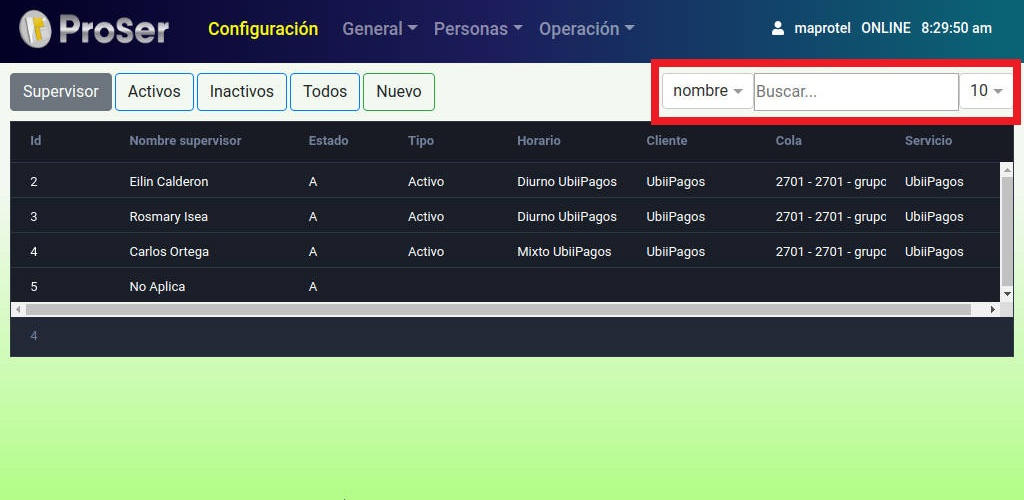 ProSer Configuración General Personas Operación maprotel ONLINE 8:29:50 am
Supervisor Activos Inactivos Todos Nuevo nombre Buscar... 10
Id Nombre supervisor Estado Tipo Horario Cliente Cola Servicio
2 Eilin Calderon A Activo Diurno UbiiPagos UbiiPagos 2701 - 2701 - grupo UbiiPagos
3 Rosmary Isea A Activo Diurno UbiiPagos UbiiPagos 2701 - 2701 - grupo UbiiPagos
4 Carlos Ortega A Activo Mixto UbiiPagos UbiiPagos 2701 - 2701 - grupo UbiiPagos
5 No Aplica A
4